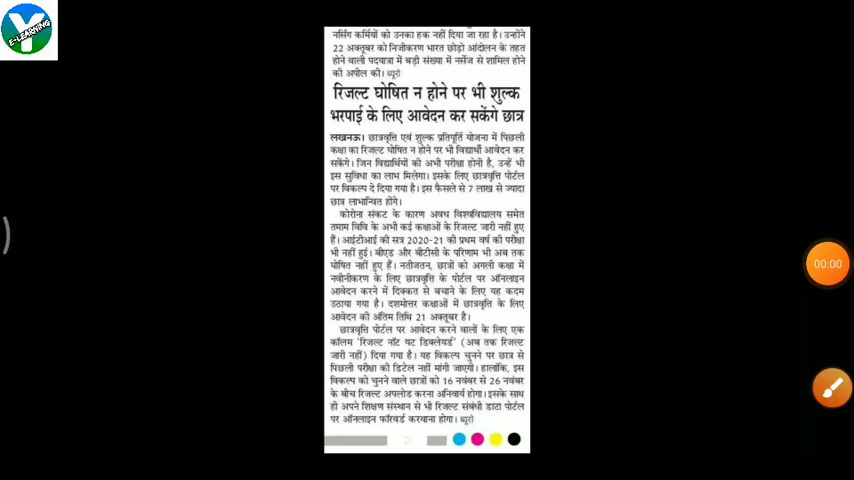 Y
E-LEARNING
नर्सिंग कर्मियों को उनका हक नहीं दिया जा रहा है। उन्होंने
22 अक्तूबर को निजीकरण भारत छोड़ो आंदोलन के तहत
होने वाली पदयात्रा में बड़ी संख्या में नर्सेज से शामिल होने
की अपील की। ब्यूरो
रिजल्ट घोषित न होने पर भी शुल्क
भरपाई के लिए आवेदन कर सकेंगे छात्र
लखनऊ। छात्रवृत्ति एवं शुल्क प्रतिपूर्ति योजना में पिछली
कक्षा का रिजल्ट घोषित न होने पर भी विद्यार्थी आवेदन कर
सकेंगे। जिन विद्यार्थियों की अभी परीक्षा होनी है, उन्हें भी
इस सुविधा का लाभ मिलेगा। इसके लिए छात्रवृत्ति पोर्टल
पर विकल्प दे दिया गया है। इस फैसले से 7 लाख से ज्यादा
छात्र लाभान्वित होंगे।
कोरोना संकट के कारण अवध विश्वविद्यालय समेत
तमाम विवि के अभी कई कक्षाओं के रिजल्ट जारी नहीं हुए
हैं। आईटीआई की सत्र 2020-21 की प्रथम वर्ष की परीक्षा
भी नहीं हुई। बीएड और बीटीसी के परिणाम भी अब तक
घोषित नहीं हुए हैं। नतीजतन, छात्रों को अगली कक्षा में
नवीनीकरण के लिए छात्रवृत्ति के पोर्टल पर ऑनलाइन
आवेदन करने में दिक्कत से बचाने के लिए यह कदम
उठाया गया है। दशमोत्तर कक्षाओं में छात्रवृत्ति के लिए
आवेदन की अंतिम तिथि 21 अक्तूबर है।
छात्रवृत्ति पोर्टल पर आवेदन करने वालों के लिए एक
कॉलम 'रिजल्ट नॉट यट डिक्लेयर्ड' (अब तक रिजल्ट
जारी नहीं) दिया गया है। यह विकल्प चुनने पर छात्र से
पिछली परीक्षा की डिटेल नहीं मांगी जाएगी। हालांकि, इस
विकल्प को चुनने वाले छात्रों को 16 नवंबर से 26 नवंबर
के बीच रिजल्ट अपलोड करना अनिवार्य होगा। इसके साथ
ही अपने शिक्षण संस्थान से भी रिजल्ट संबंधी डाटा पोर्टल
पर ऑनलाइन फॉरवर्ड करवाना होगा। ब्यूरो
00:00